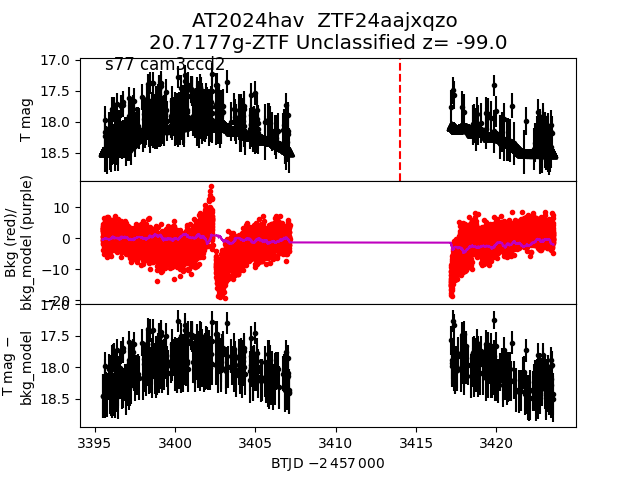 AT2024hav  ZTF24aajxqzo
20.7177g-ZTF Unclassified z= -99.0
s77 cam3ccd2
17.0
17.5
18.0
18.5
T mag
10
0
−10
−20
Bkg (red)/
bkg_model (purple)
17.0
17.5
18.0
18.5
T mag −
bkg_model
3395 3400 3405 3410 3415 3420
BTJD −2 457 000